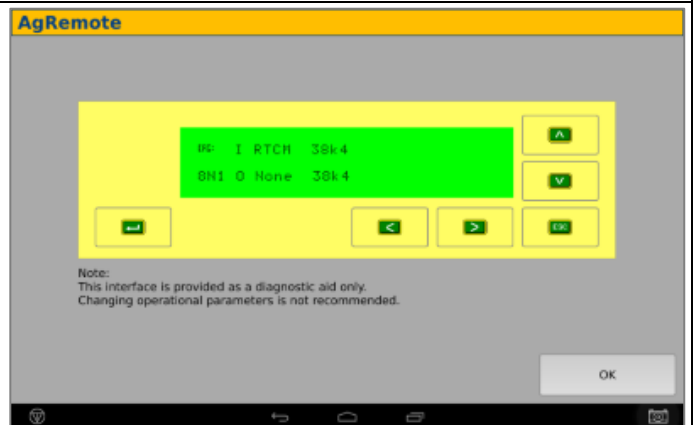 AgRemote
I RTCM 38k4
8N1 O None 38k4
ESC
Note:
This interface is provided as a diagnostic aid only.
Changing operational parameters is not recommended.
OK